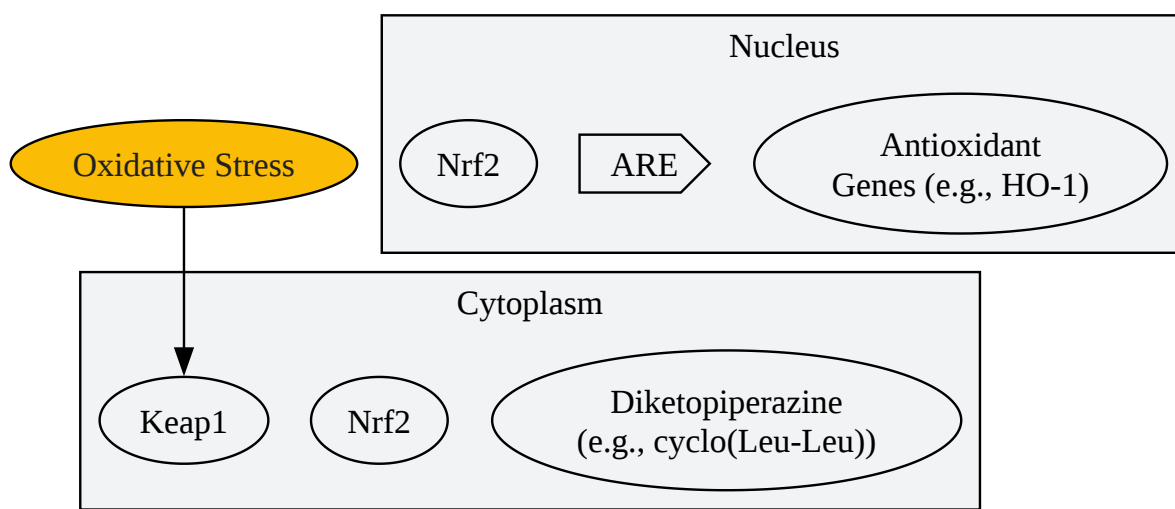 Nucleus
Oxidative Stress
Nrf2
ARE
Antioxidant
Genes (e.g., HO-1)
Cytoplasm
Keap1
Nrf2
Diketopiperazine
(e.g., cyclo(Leu-Leu))